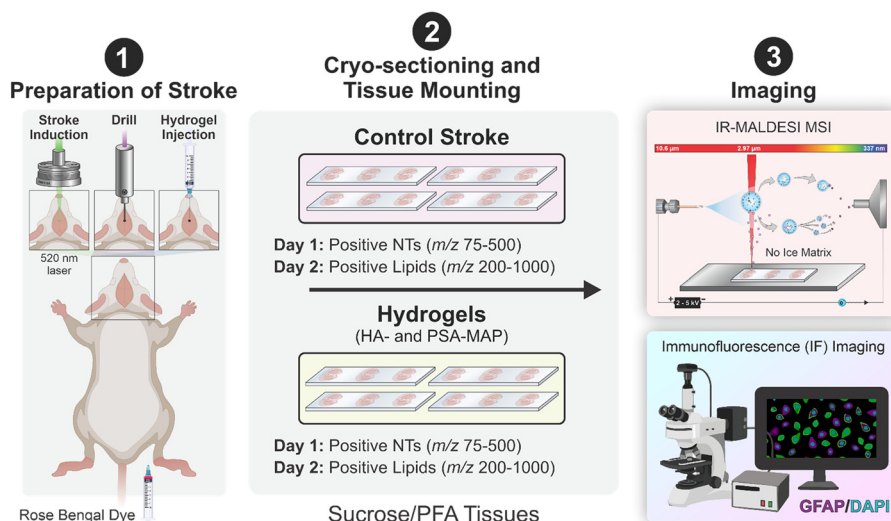 1
Preparation of Stroke
Stroke Induction
Drill
Hydrogel Injection
520 nm
laser
Rose Bengal Dye
2
Cryo-sectioning and
Tissue Mounting
Control Stroke
Day 1: Positive NTs (m/z 75-500)
Day 2: Positive Lipids (m/z 200-1000)
Hydrogels
(HA- and PSA-MAP)
Day 1: Positive NTs (m/z 75-500)
Day 2: Positive Lipids (m/z 200-1000)
Sucrose/PFA Tissues
3
Imaging
IR-MALDESI MSI
10.6 µm
2.97 µm
337 nm
No Ice Matrix
+ 2 - 5 kV −
Immunofluorescence (IF) Imaging
GFAP/DAPI